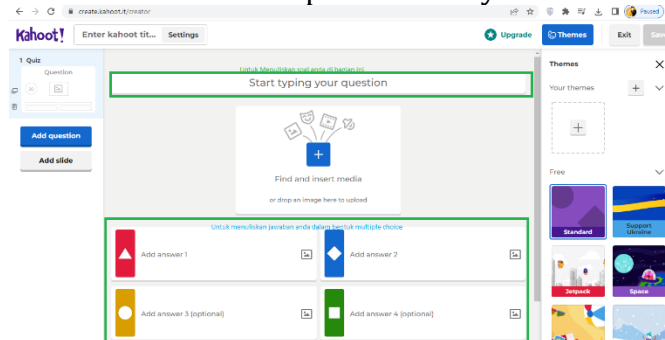 create.kahoot.it/creator
Paused
Kahoot!
Enter kahoot tit...
Settings
Upgrade
Themes
Exit
1 Quiz
Question
Add question
Add slide
Untuk Menuliskan soal anda di bagian ini
Start typing your question
Find and insert media
or drop an image here to upload
Untuk menuliskan jawaban anda dalam bentuk multiple choice
Add answer 1
Add answer 2
Add answer 3 (optional)
Add answer 4 (optional)
Themes
Your themes
Free
Standard
Support
Ukraine
Jetpack
Space